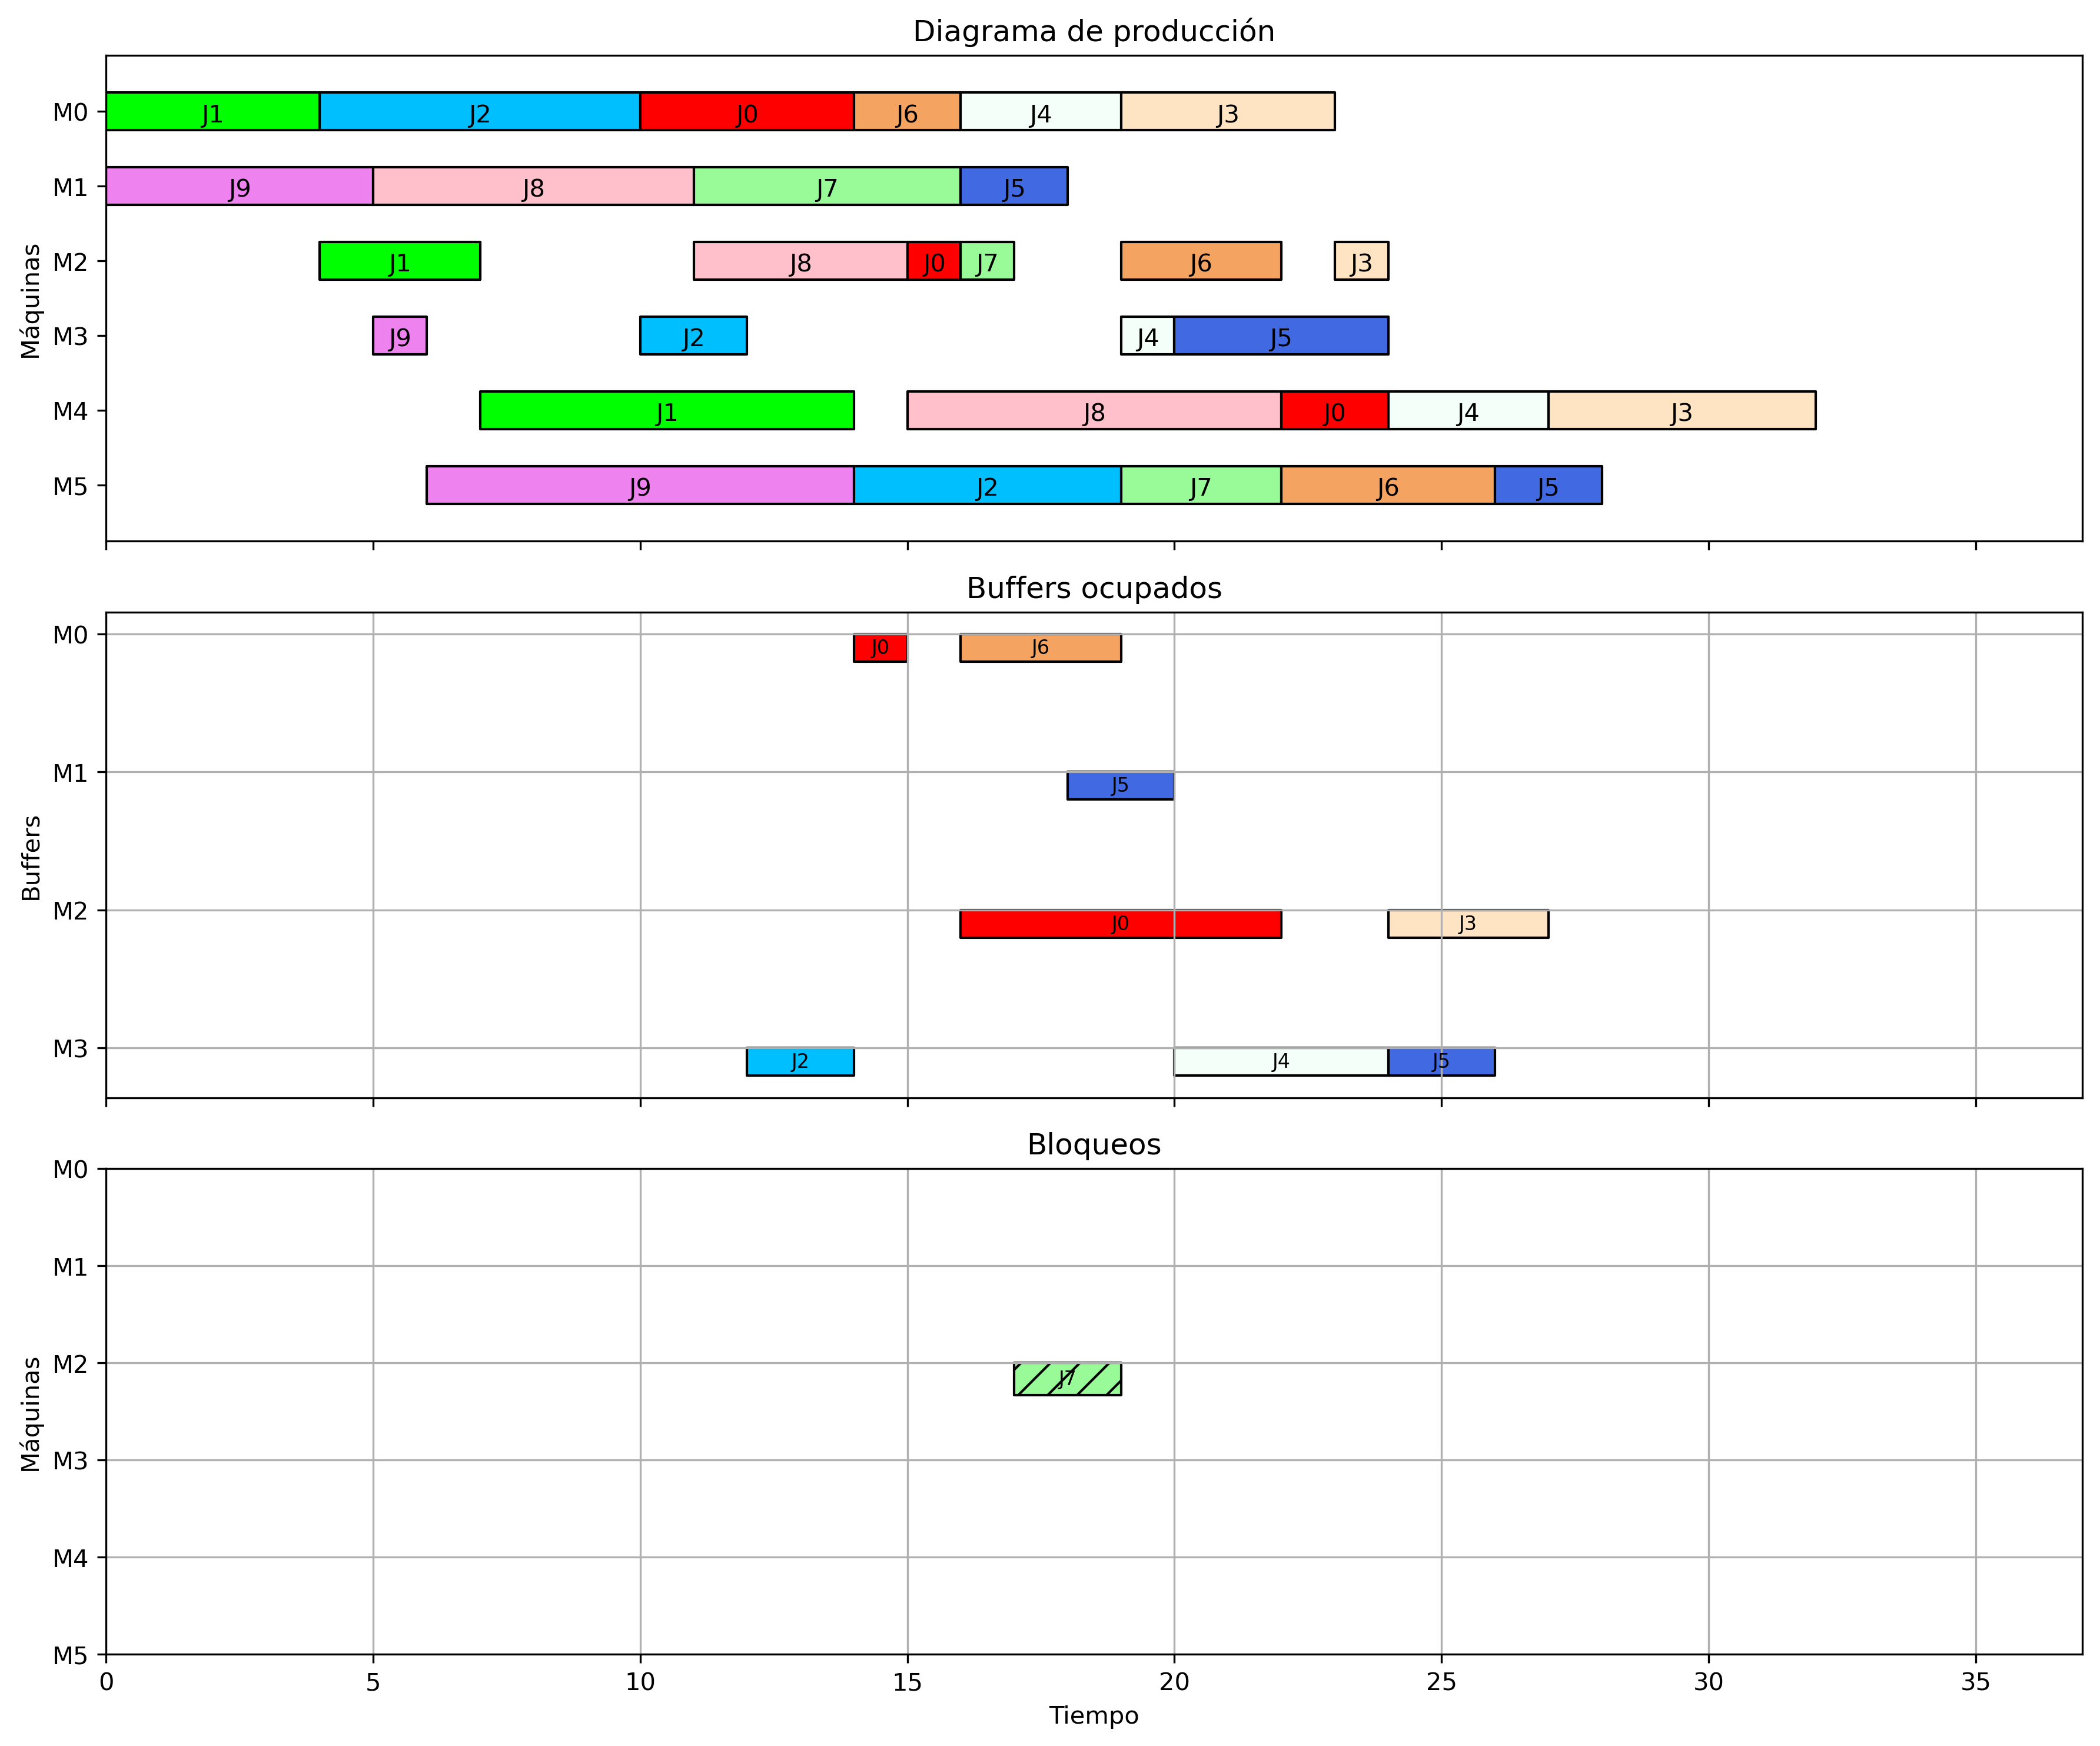 Diagrama de producción
Máquinas
M0 J1 J2 J0 J6 J4 J3
M1 J9 J8 J7 J5
M2 J1 J8 J0 J7 J6 J3
M3 J9 J2 J4 J5
M4 J1 J8 J0 J4 J3
M5 J9 J2 J7 J6 J5
Buffers ocupados
Buffers
M0 J0 J6
M1 J5
M2 J0 J3
M3 J2 J4 J5
Bloqueos
Máquinas
M0
M1
M2 J7
M3
M4
M5
0 5 10 15 20 25 30 35
Tiempo